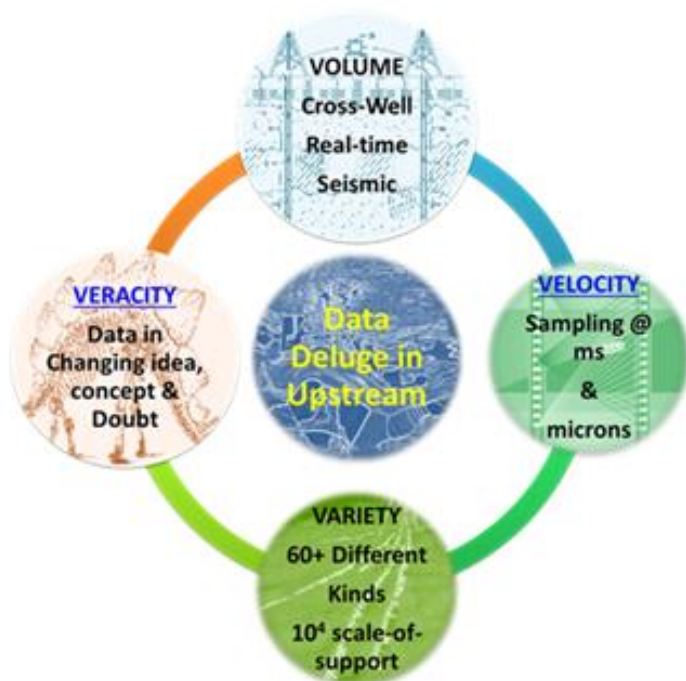 VOLUME
Cross-Well
Real-time
Seismic
VERACITY
Data in
Changing idea,
concept &
Doubt
Data
Deluge in
Upstream
VELOCITY
Sampling @
ms
&
microns
VARIETY
60+ Different
Kinds
10⁴ scale-of-
support